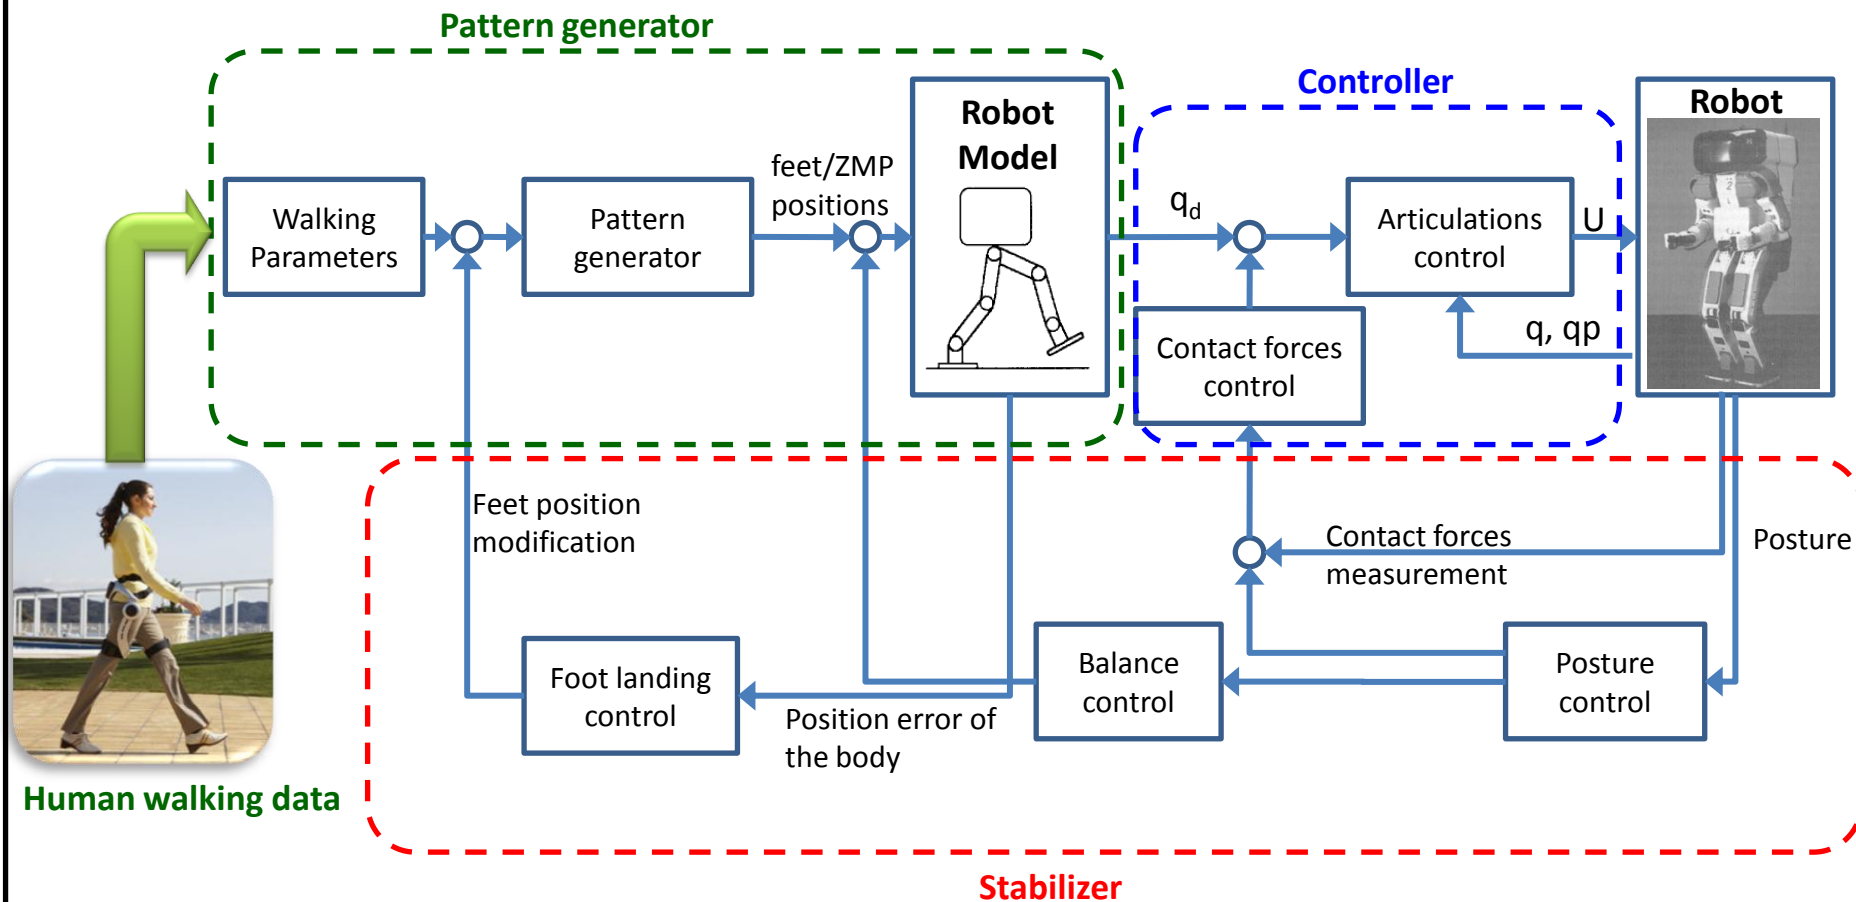 Pattern generator
Controller
Robot
Model
Robot
feet/ZMP
positions
Walking
Parameters
Pattern
generator
q_d
Articulations
control
U
q, qp
Contact forces
control
Feet position
modification
Contact forces
measurement
Posture
Foot landing
control
Position error of
the body
Balance
control
Posture
control
Human walking data
Stabilizer